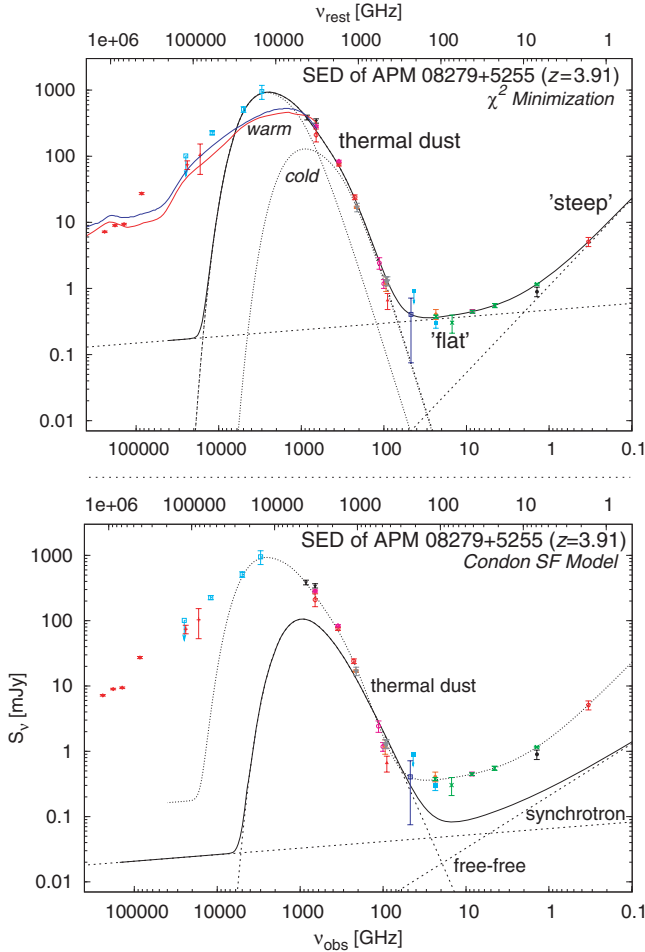 ν_rest [GHz]
1e+06 100000 10000 1000 100 10 1
SED of APM 08279+5255 (z=3.91)
χ² Minimization
1000
100
10
1
0.1
0.01
warm
thermal dust
cold
'steep'
'flat'
100000 10000 1000 100 10 1 0.1
1e+06 100000 10000 1000 100 10 1
SED of APM 08279+5255 (z=3.91)
Condon SF Model
1000
100
10
1
0.1
0.01
S_ν [mJy]
thermal dust
synchrotron
free-free
100000 10000 1000 100 10 1 0.1
ν_obs [GHz]